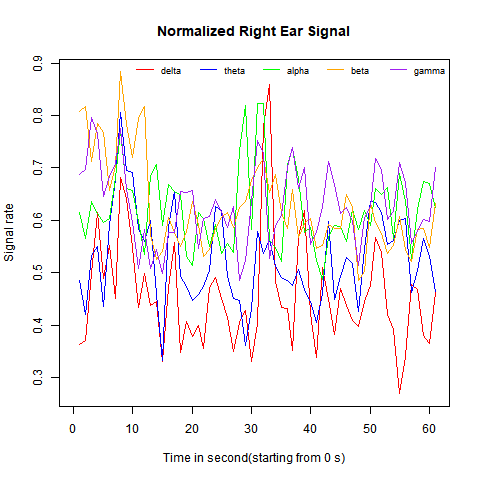 Normalized Right Ear Signal
delta theta alpha beta gamma
0.9
0.8
0.7
0.6
0.5
0.4
0.3
Signal rate
0 10 20 30 40 50 60
Time in second(starting from 0 s)